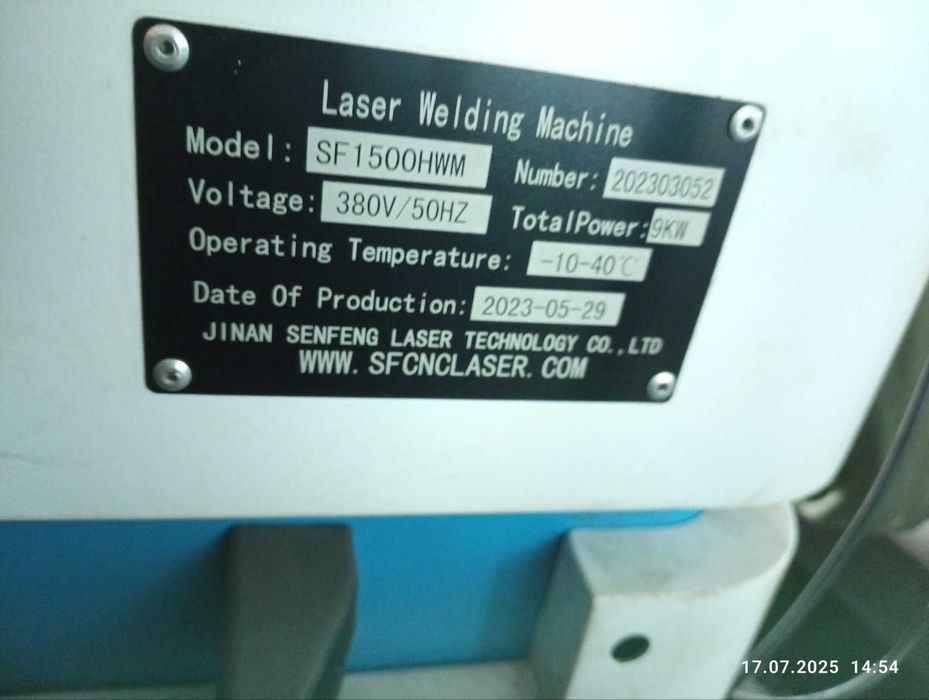 Laser Welding Machine
Model: SF1500HWM Number: 202303052
Voltage: 380V/50HZ TotalPower: 9KW
Operating Temperature: -10-40℃
Date Of Production: 2023-05-29
JINAN SENFENG LASER TECHNOLOGY CO.,LTD
WWW.SFCNCLASER.COM
17.07.2025 14:54